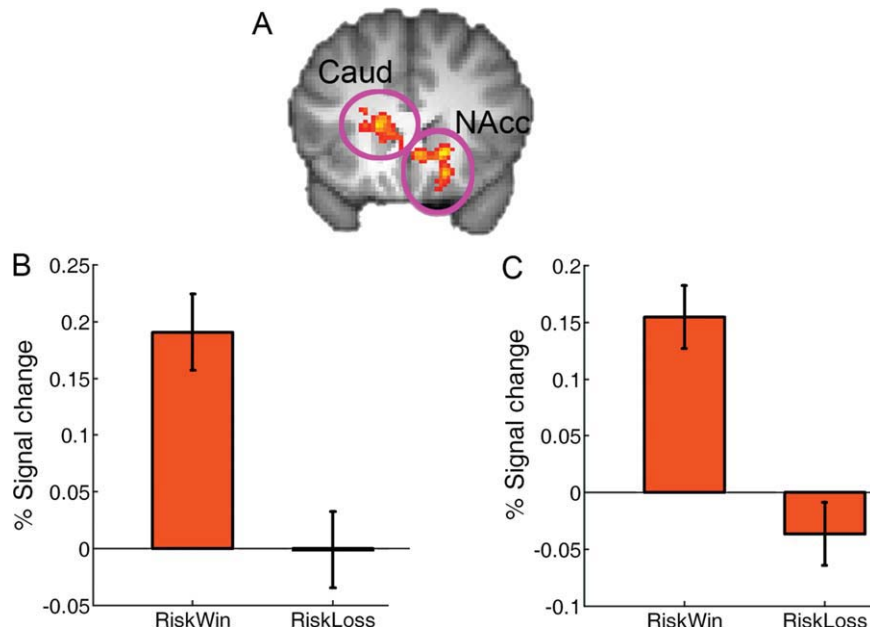 A
Caud
NAcc
B
% Signal change
0.25
0.2
0.15
0.1
0.05
0
-0.05
RiskWin RiskLoss
C
% Signal change
0.2
0.15
0.1
0.05
0
-0.05
-0.1
RiskWin RiskLoss